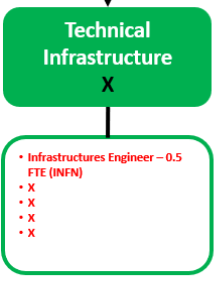 Technical
Infrastructure
X
• Infrastructures Engineer – 0.5
FTE (INFN)
• X
• X
• X
• X